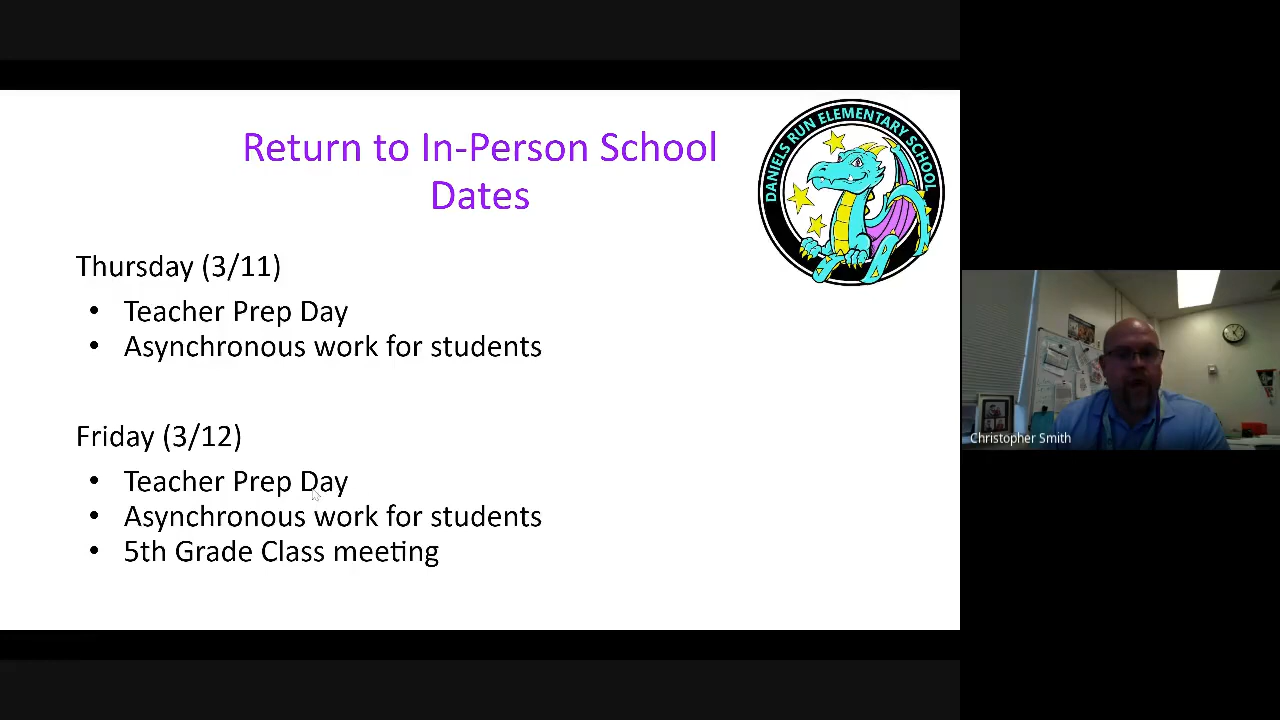 Return to In-Person School
Dates
DANIELS RUN ELEMENTARY SCHOOL
Thursday (3/11)
• Teacher Prep Day
• Asynchronous work for students
Friday (3/12)
• Teacher Prep Day
• Asynchronous work for students
• 5th Grade Class meeting
Christopher Smith